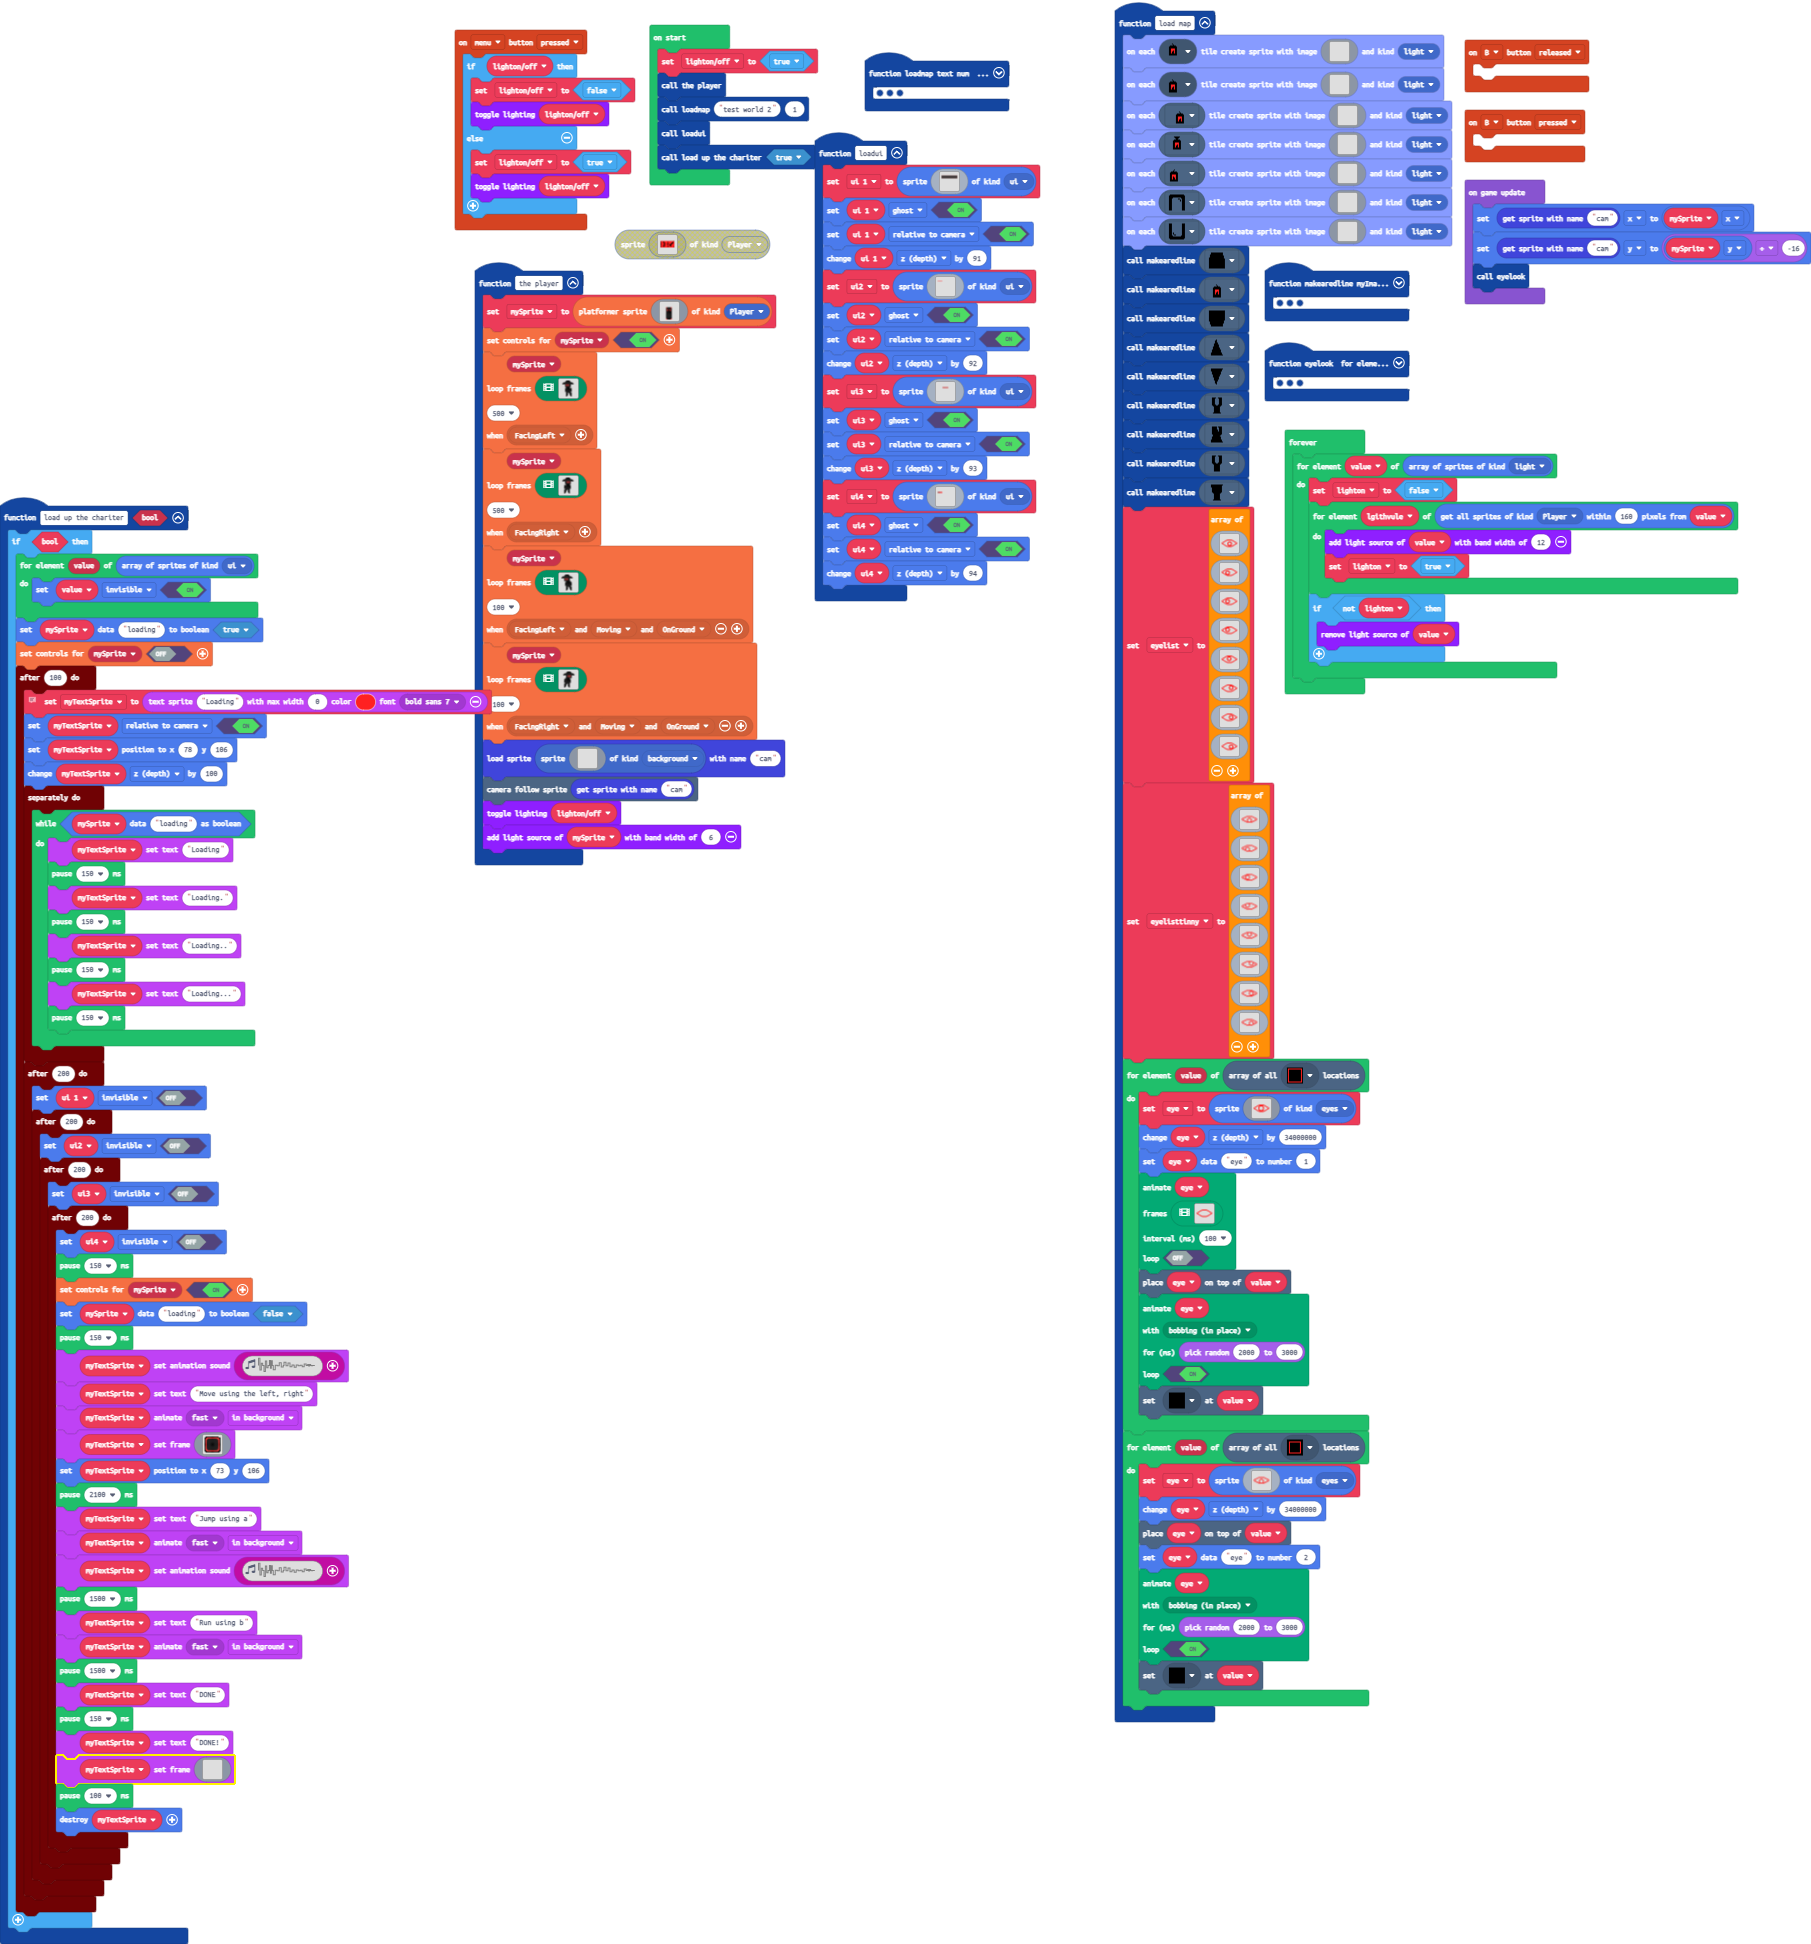 on menu button pressed
if lighton/off then
set lighton/off to false
toggle lighting lighton/off
else
set lighton/off to true
toggle lighting lighton/off
on start
set lighton/off to true
call the player
call loadmap "test world 2" 1
call loadui
call load up the chariter true
function loadmap text num ...
sprite of kind Player
function the player
set mySprite to platformer sprite of kind Player
set controls for mySprite ON
mySprite
loop frames
500
when FacingLeft
mySprite
loop frames
500
when FacingRight
mySprite
loop frames
100
when FacingLeft and Moving and OnGround
mySprite
loop frames
100
when FacingRight and Moving and OnGround
load sprite sprite of kind background with name "cam"
camera follow sprite get sprite with name "cam"
toggle lighting lighton/off
add light source of mySprite with band width of 6
function loadui
set ui 1 to sprite of kind ui
set ui 1 ghost ON
set ui 1 relative to camera ON
change ui 1 z (depth) by 91
set ui2 to sprite of kind ui
set ui2 ghost ON
set ui2 relative to camera ON
change ui2 z (depth) by 92
set ui3 to sprite of kind ui
set ui3 ghost ON
set ui3 relative to camera ON
change ui3 z (depth) by 93
set ui4 to sprite of kind ui
set ui4 ghost ON
set ui4 relative to camera ON
change ui4 z (depth) by 94
function load up the chariter bool
if bool then
for element value of array of sprites of kind ui
do set value invisible ON
set mySprite data "loading" to boolean true
set controls for mySprite OFF
after 100 do
set myTextSprite to text sprite "Loading" with max width 0 color font bold sans 7
set myTextSprite relative to camera ON
set myTextSprite position to x 78 y 106
change myTextSprite z (depth) by 100
separately do
while mySprite data "loading" as boolean
do myTextSprite set text "Loading"
pause 150 ms
myTextSprite set text "Loading."
pause 150 ms
myTextSprite set text "Loading.."
pause 150 ms
myTextSprite set text "Loading..."
pause 150 ms
after 200 do
set ui 1 invisible OFF
after 200 do
set ui2 invisible OFF
after 200 do
set ui3 invisible OFF
after 200 do
set ui4 invisible OFF
pause 150 ms
set controls for mySprite ON
set mySprite data "loading" to boolean false
pause 150 ms
myTextSprite set animation sound
myTextSprite set text "Move using the left, right"
myTextSprite animate fast in background
myTextSprite set frame
set myTextSprite position to x 73 y 106
pause 2100 ms
myTextSprite set text "Jump using a"
myTextSprite animate fast in background
myTextSprite set animation sound
pause 1500 ms
myTextSprite set text "Run using b"
myTextSprite animate fast in background
pause 1500 ms
myTextSprite set text "DONE"
pause 150 ms
myTextSprite set text "DONE!"
myTextSprite set frame
pause 100 ms
destroy myTextSprite
function load map
on each tile create sprite with image and kind light
on each tile create sprite with image and kind light
on each tile create sprite with image and kind light
on each tile create sprite with image and kind light
on each tile create sprite with image and kind light
on each tile create sprite with image and kind light
on each tile create sprite with image and kind light
call makearedline
call makearedline
call makearedline
call makearedline
call makearedline
call makearedline
call makearedline
call makearedline
call makearedline
set eyelist to array of
set eyelisttinny to array of
for element value of array of all locations
do set eye to sprite of kind eyes
change eye z (depth) by 34000000
set eye data "eye" to number 1
animate eye
frames
interval (ms) 100
loop OFF
place eye on top of value
animate eye
with bobbing (in place)
for (ms) pick random 2000 to 3000
loop ON
set at value
for element value of array of all locations
do set eye to sprite of kind eyes
change eye z (depth) by 34000000
place eye on top of value
set eye data "eye" to number 2
animate eye
with bobbing (in place)
for (ms) pick random 2000 to 3000
loop ON
set at value
on B button released
on B button pressed
on game update
set get sprite with name "cam" x to mySprite x
set get sprite with name "cam" y to mySprite y + -16
call eyelook
function makearedline myIma...
function eyelook for eleme...
forever
for element value of array of sprites of kind light
do set lighton to false
for element lgithvule of get all sprites of kind Player within 160 pixels from value
do add light source of value with band width of 12
set lighton to true
if not lighton then
remove light source of value